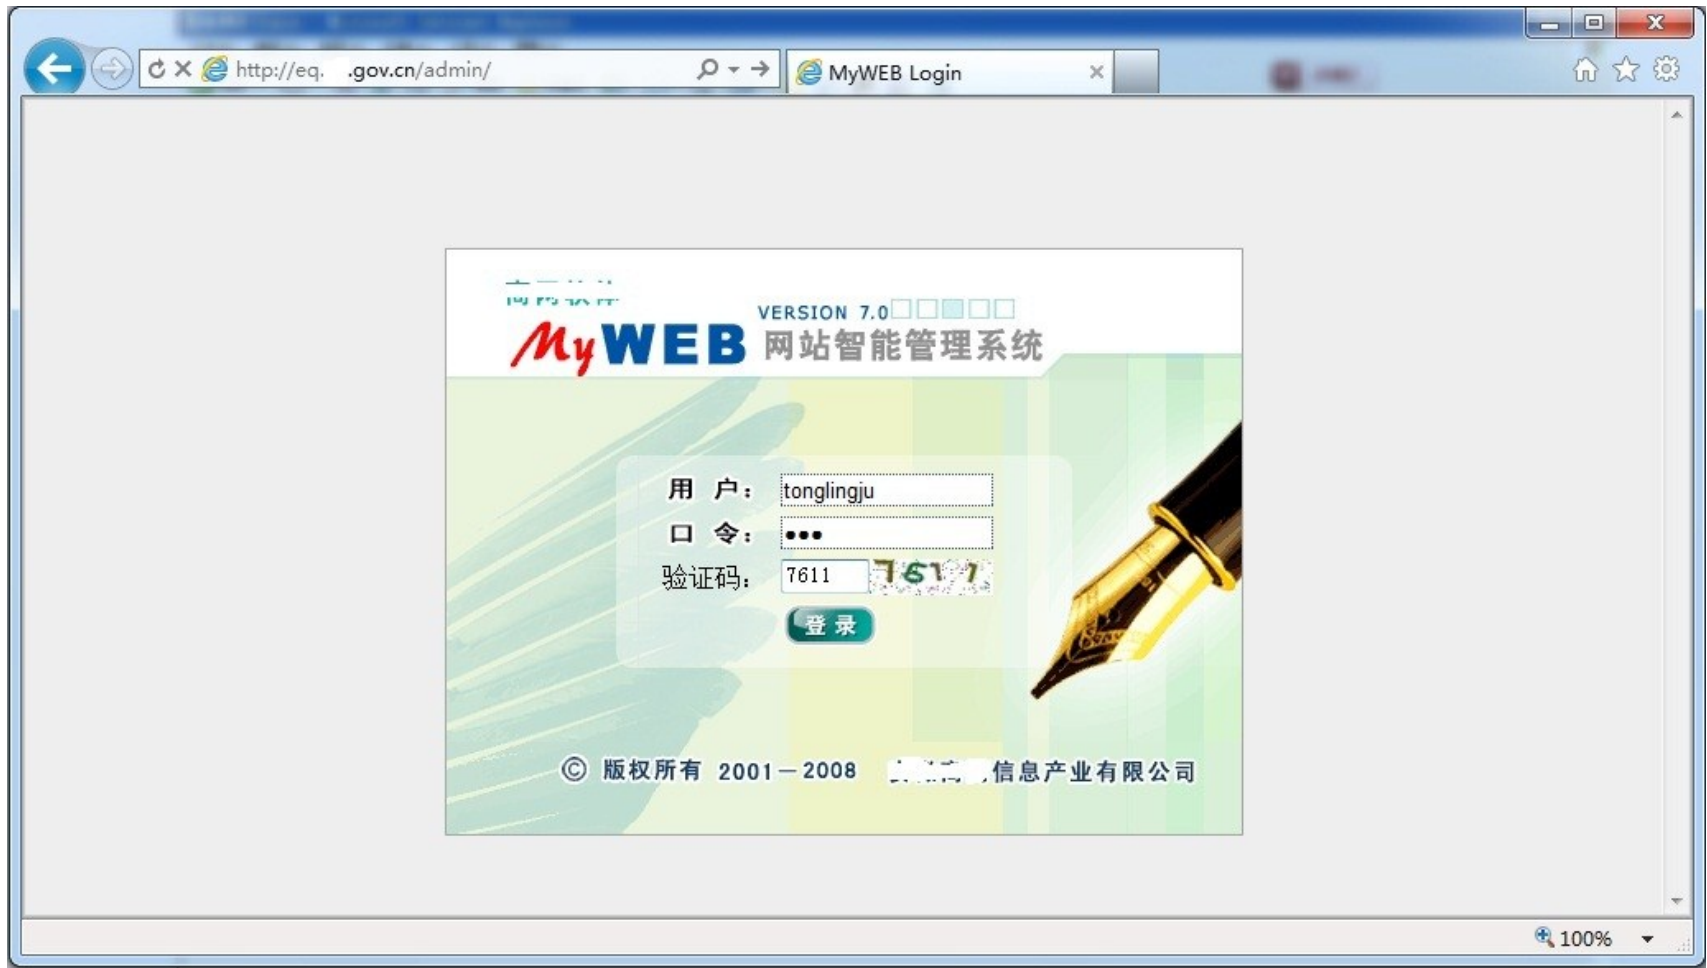 http://eq. .gov.cn/admin/
MyWEB Login
VERSION 7.0
MyWEB 网站智能管理系统
用 户: tonglingju
口 令: •••
验证码: 7611 7611
登 录
© 版权所有 2001-2008 信息产业有限公司
100%